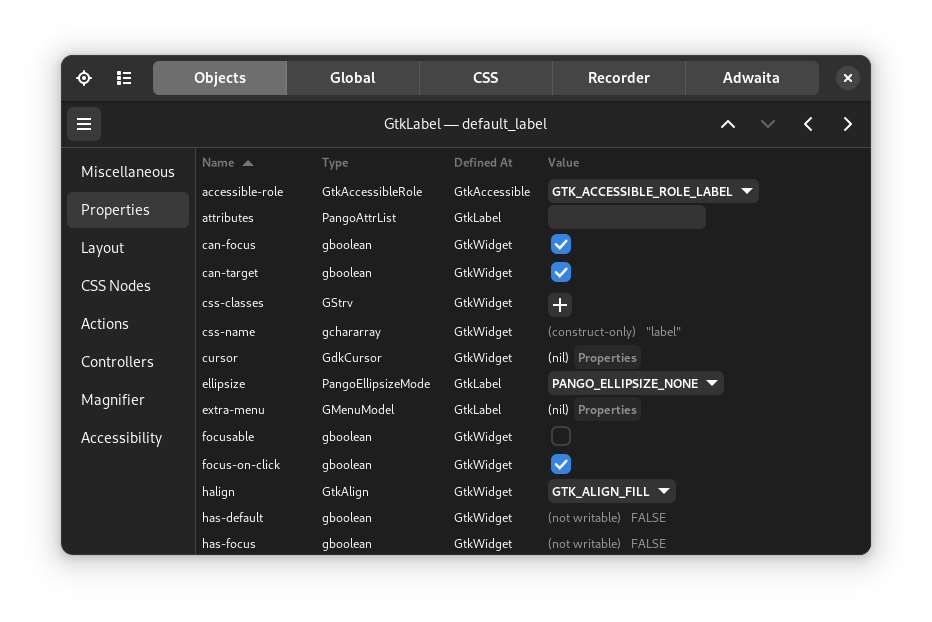 Objects Global CSS Recorder Adwaita
GtkLabel — default_label
Miscellaneous
Properties
Layout
CSS Nodes
Actions
Controllers
Magnifier
Accessibility
Name Type Defined At Value
accessible-role GtkAccessibleRole GtkAccessible GTK_ACCESSIBLE_ROLE_LABEL
attributes PangoAttrList GtkLabel
can-focus gboolean GtkWidget
can-target gboolean GtkWidget
css-classes GStrv GtkWidget
css-name gchararray GtkWidget (construct-only) "label"
cursor GdkCursor GtkWidget (nil) Properties
ellipsize PangoEllipsizeMode GtkLabel PANGO_ELLIPSIZE_NONE
extra-menu GMenuModel GtkLabel (nil) Properties
focusable gboolean GtkWidget
focus-on-click gboolean GtkWidget
halign GtkAlign GtkWidget GTK_ALIGN_FILL
has-default gboolean GtkWidget (not writable) FALSE
has-focus gboolean GtkWidget (not writable) FALSE